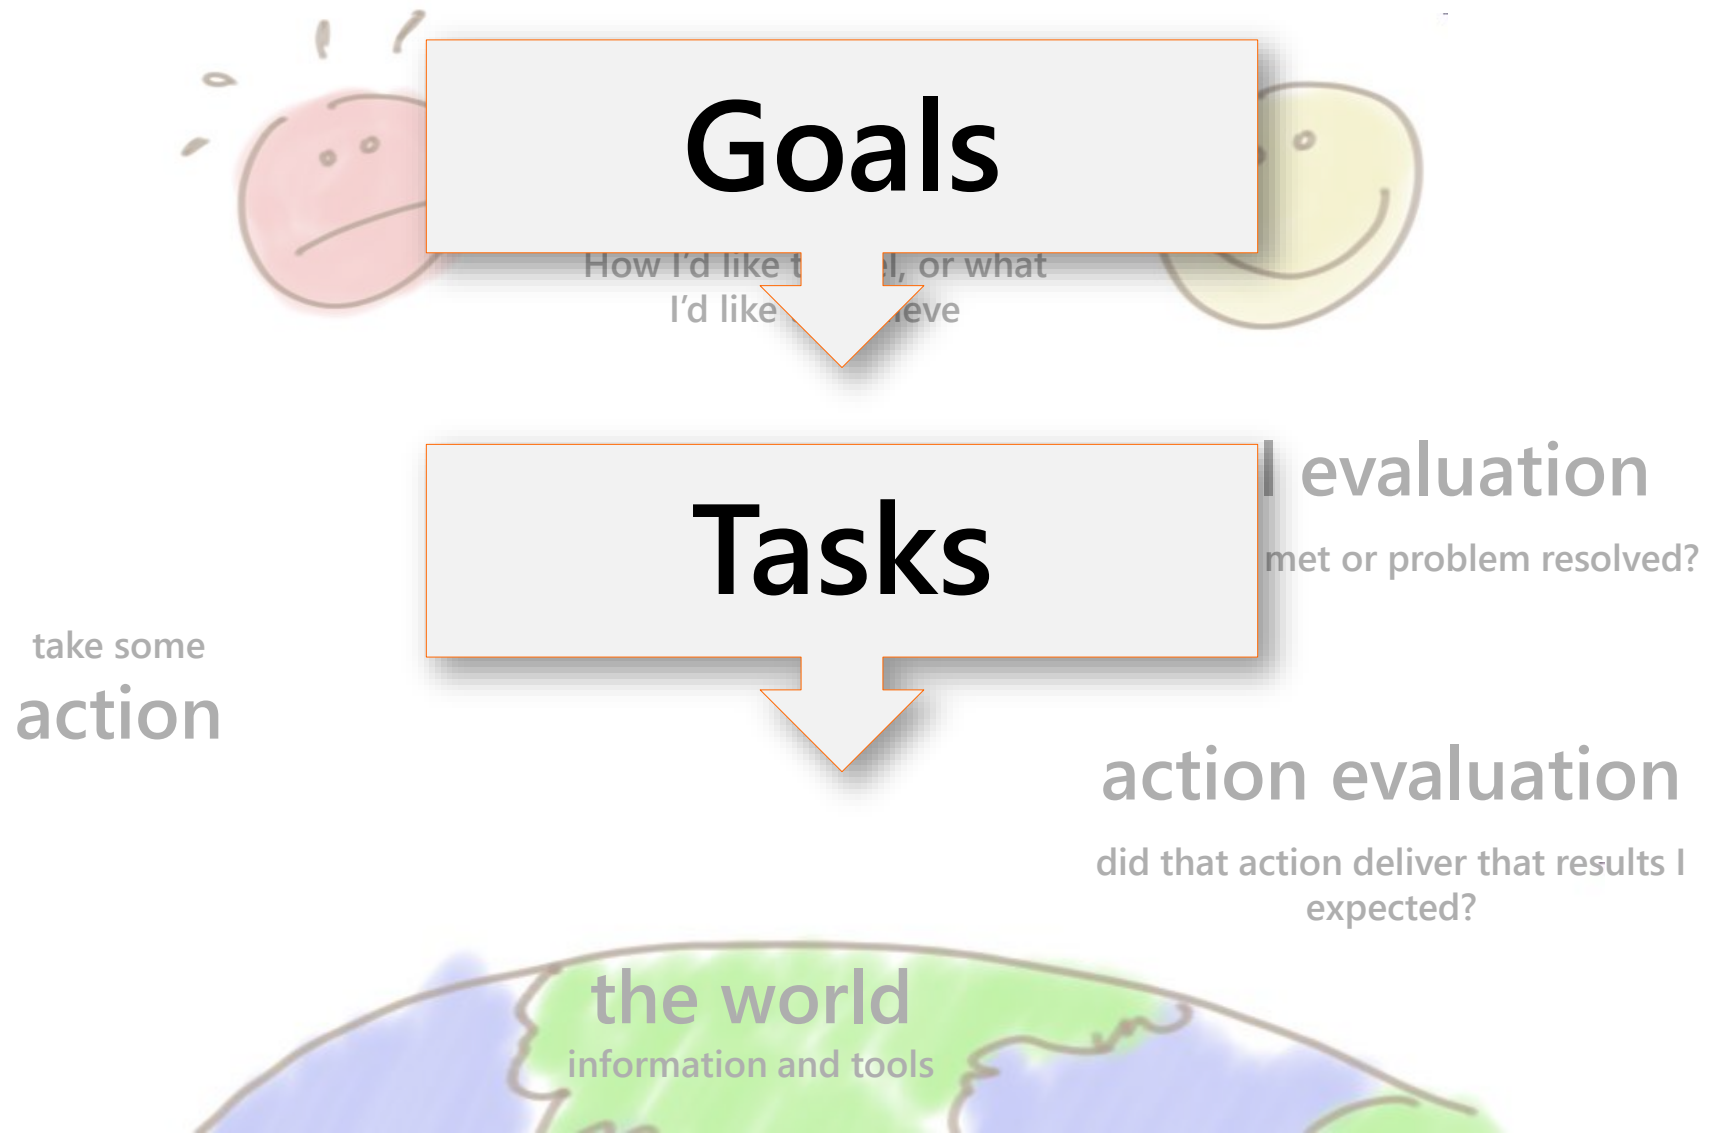 Goals
How I'd like t l, or what
I'd like eve
Tasks
l evaluation
met or problem resolved?
take some
action
action evaluation
did that action deliver that results I
expected?
the world
information and tools